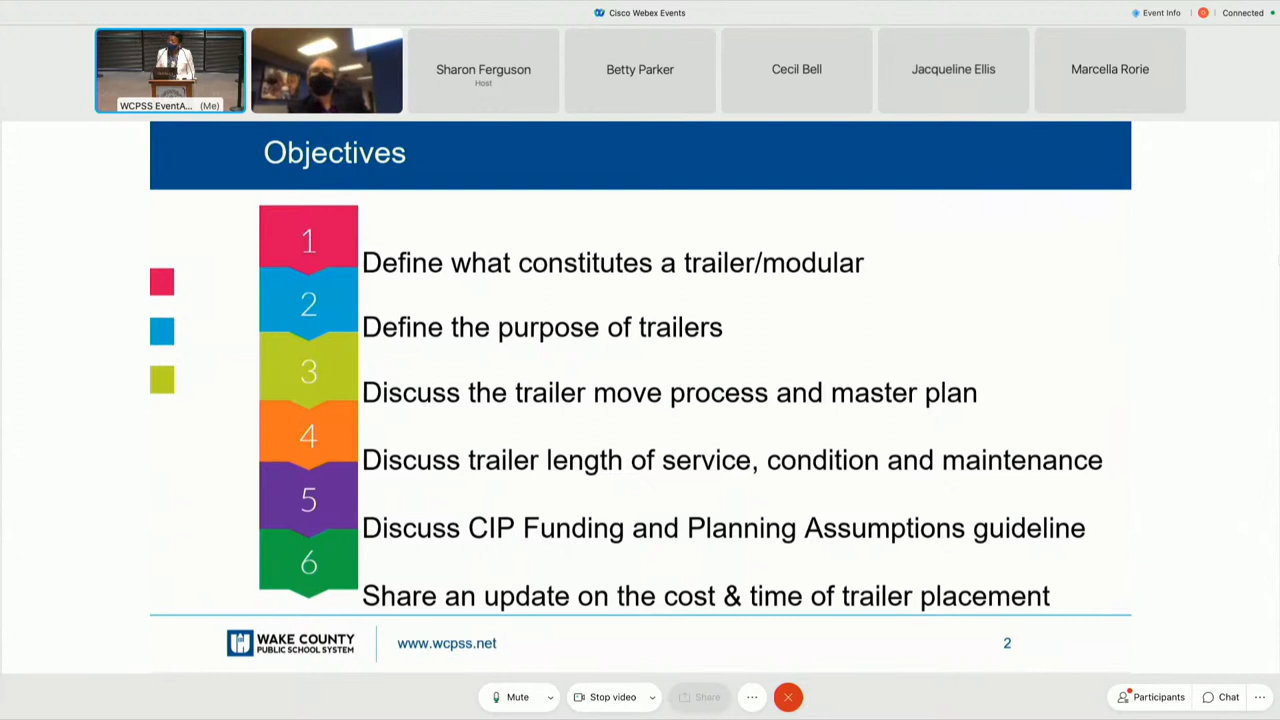 Cisco Webex Events
Event Info
Connected
WCPSS EventA... (Me)
Sharon Ferguson
Host
Betty Parker
Cecil Bell
Jacqueline Ellis
Marcella Rorie
Objectives
1
Define what constitutes a trailer/modular
2
Define the purpose of trailers
3
Discuss the trailer move process and master plan
4
Discuss trailer length of service, condition and maintenance
5
Discuss CIP Funding and Planning Assumptions guideline
6
Share an update on the cost & time of trailer placement
WAKE COUNTY
PUBLIC SCHOOL SYSTEM
www.wcpss.net
2
Mute
Stop video
Share
...
Participants
Chat
...